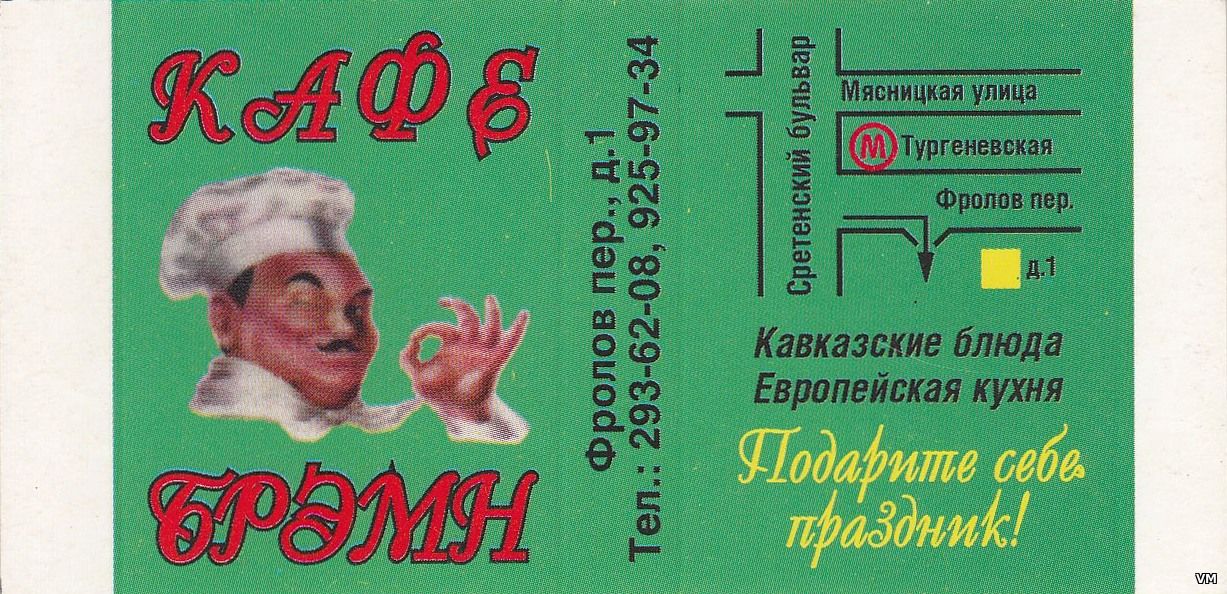 КАФЕ
БРЭМН
Фролов пер., д.1
Тел.: 293-62-08, 925-97-34
Сретенский бульвар
Мясницкая улица
М Тургеневская
Фролов пер.
д.1
Кавказские блюда
Европейская кухня
Подарите себе
праздник!
VM